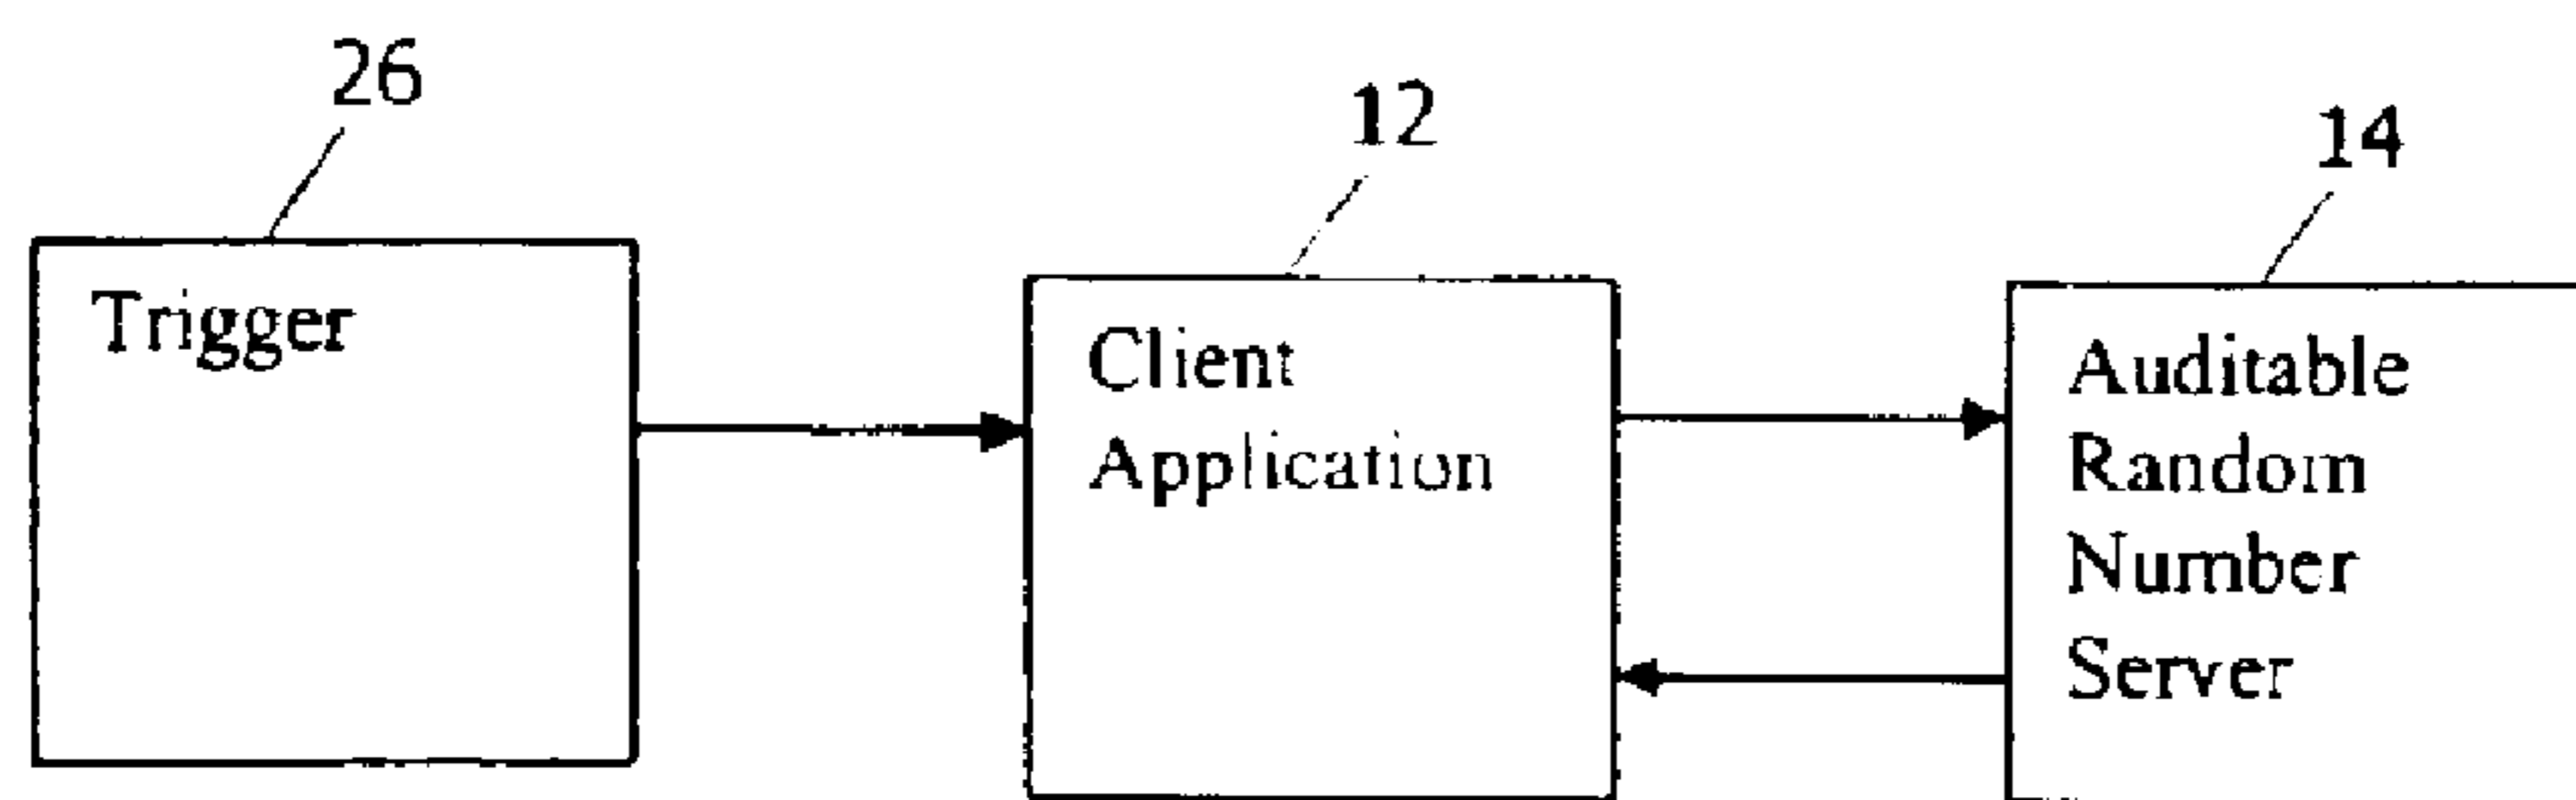 26
12
14
Trigger
Client
Application
Auditable
Random
Number
Server